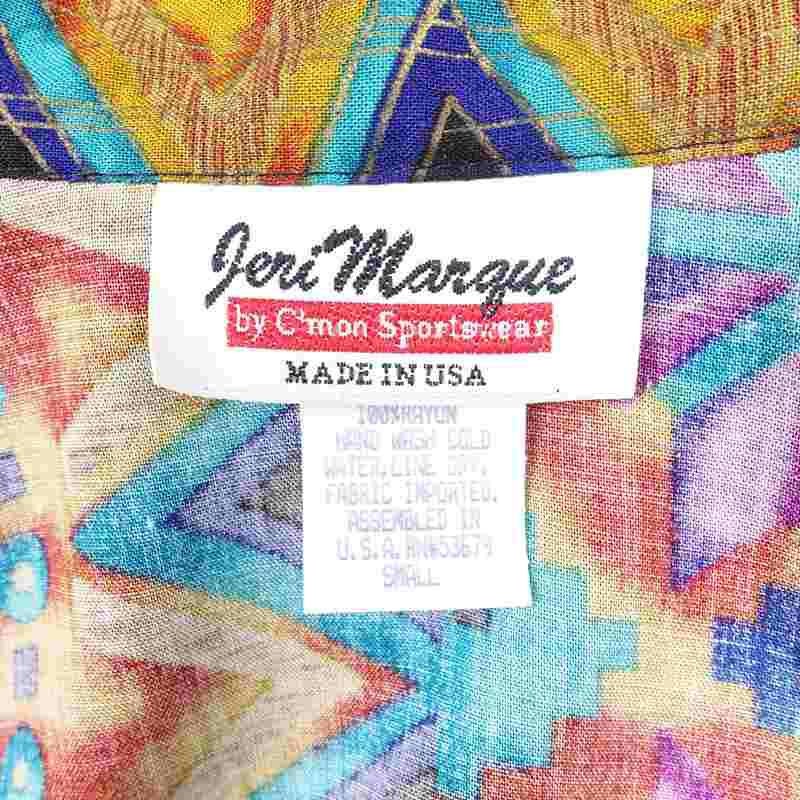 Jeri Marque
by C'mon Sportswear
MADE IN USA
100%RAYON
HAND WASH COLD
WATER, LINE DRY.
FABRIC IMPORTED.
ASSEMBLED IN
U.S.A. RN#53679
SMALL